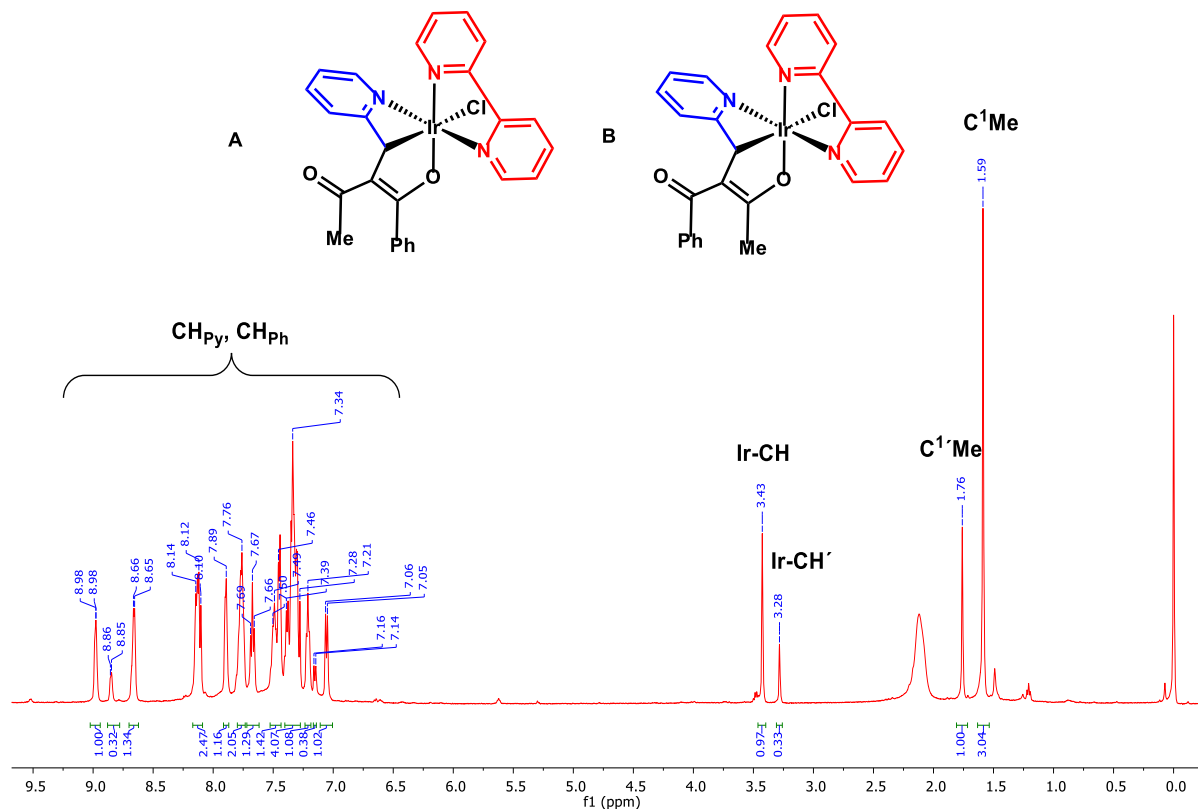 A
N
N
Cl
Ir
N
O
O
Me
Ph
B
N
N
Cl
Ir
N
O
O
Ph
Me
C¹Me
1.59
CH_Py, CH_Ph
7.34
Ir-CH
C¹´Me
3.43
1.76
Ir-CH´
3.28
8.98
8.98
8.86
8.85
8.66
8.65
8.14
8.12
8.10
7.89
7.76
7.69
7.67
7.66
7.50
7.49
7.46
7.39
7.28
7.21
7.16
7.14
7.06
7.05
1.00
0.32
1.34
2.47
1.16
2.05
1.29
1.42
4.07
1.08
0.38
1.02
0.97
0.33
1.00
3.04
9.5 9.0 8.5 8.0 7.5 7.0 6.5 6.0 5.5 5.0 4.5 4.0 3.5 3.0 2.5 2.0 1.5 1.0 0.5 0.0
f1 (ppm)